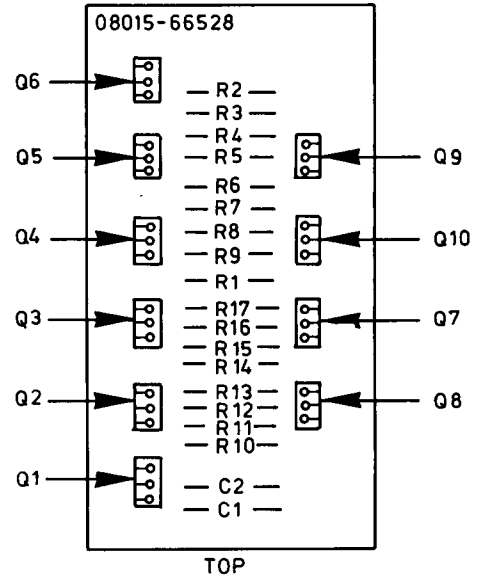 08015-66528
Q6
R2
R3
R4
Q5 R5 Q9
R6
R7
Q4 R8 Q10
R9
R1
Q3 R17 Q7
R16
R15
R14
Q2 R13 Q8
R12
R11
R10
Q1
C2
C1
TOP